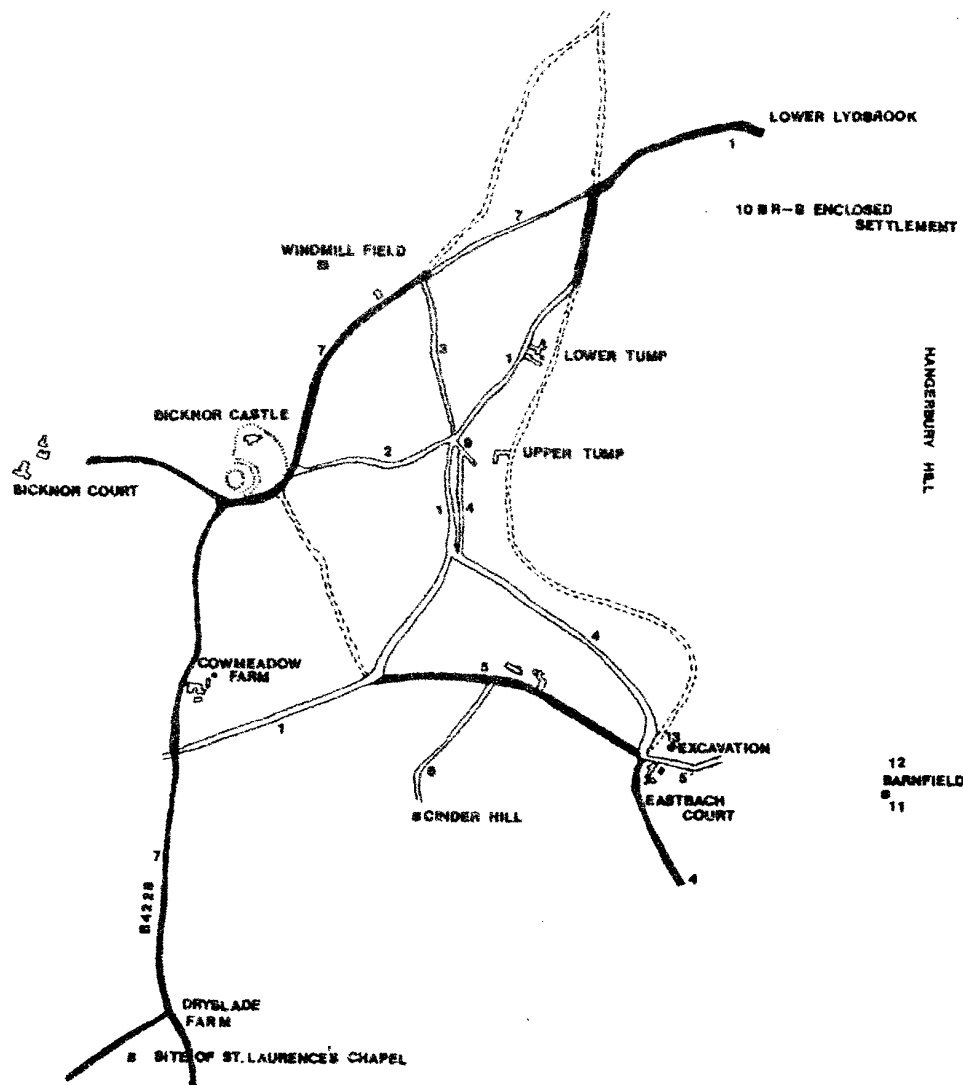 LOWER LYDBROOK
1
10 B R-B ENCLOSED
SETTLEMENT
7
WINDMILL FIELD
3
7
1
LOWER TUMP
HANGERBURY HILL
BICKNOR CASTLE
2
UPPER TUMP
BICKNOR COURT
1
4
4
COWMEADOW
FARM
5
1
13
EXCAVATION
5
12
BARNFIELD
11
CINDER HILL
EASTBACH
COURT
4
7
B4228
DRYSLADE
FARM
SITE OF ST. LAURENCE'S CHAPEL